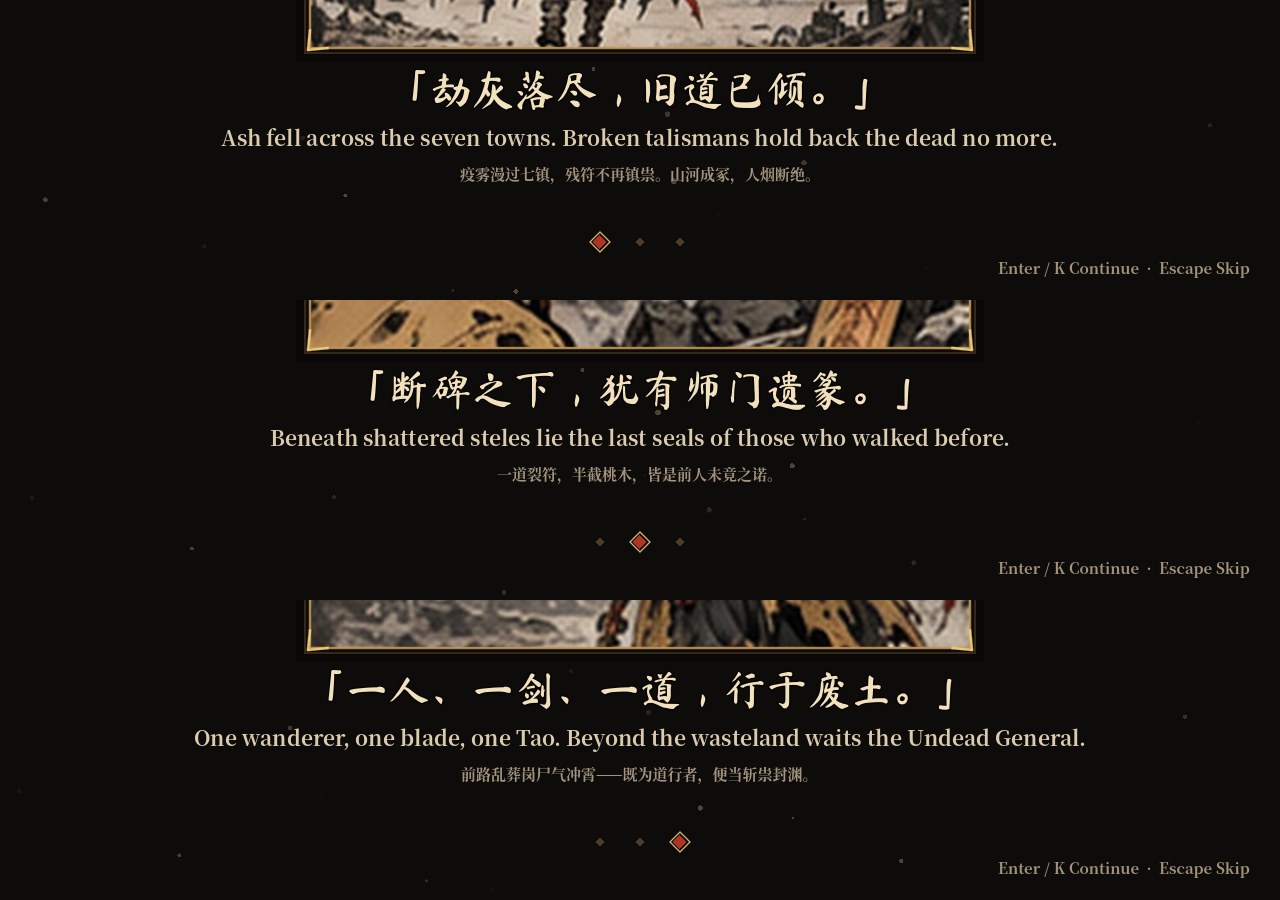 「劫灰落尽，旧道已倾。」
Ash fell across the seven towns. Broken talismans hold back the dead no more.
疫雾漫过七镇，残符不再镇祟。山河成冢，人烟断绝。
Enter / K Continue · Escape Skip
「断碑之下，犹有师门遗篆。」
Beneath shattered steles lie the last seals of those who walked before.
一道裂符，半截桃木，皆是前人未竟之诺。
Enter / K Continue · Escape Skip
「一人、一剑、一道，行于废土。」
One wanderer, one blade, one Tao. Beyond the wasteland waits the Undead General.
前路乱葬岗尸气冲霄——既为道行者，便当斩祟封渊。
Enter / K Continue · Escape Skip